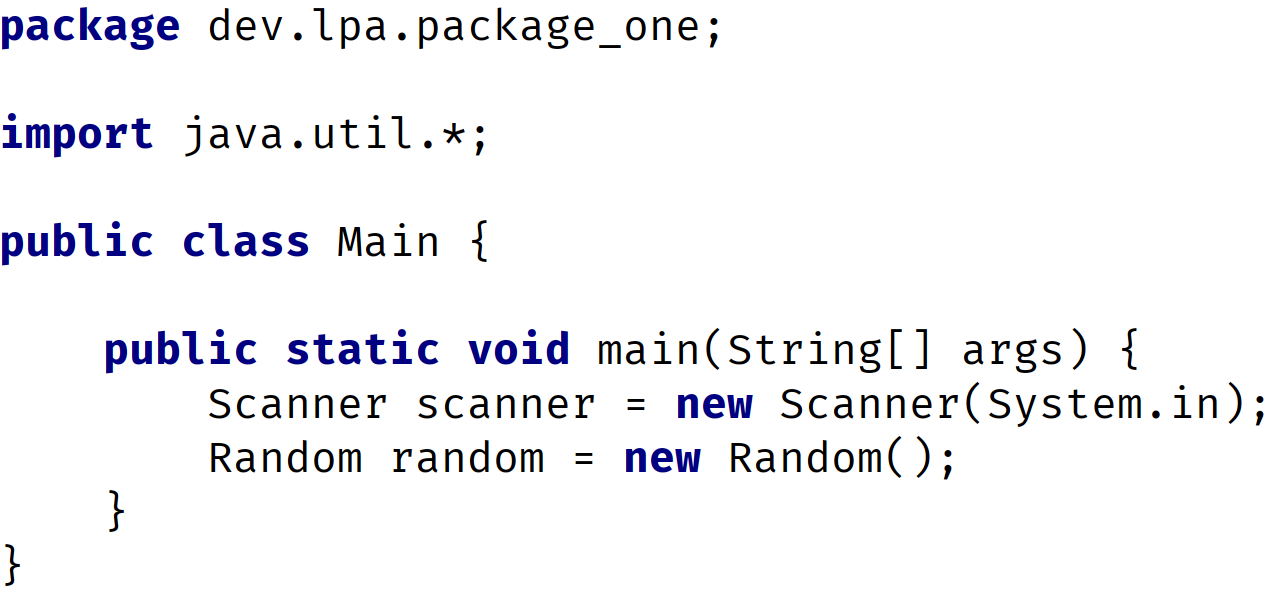 package dev.lpa.package_one;
import java.util.*;
public class Main {
    public static void main(String[] args) {
        Scanner scanner = new Scanner(System.in);
        Random random = new Random();
    }
}